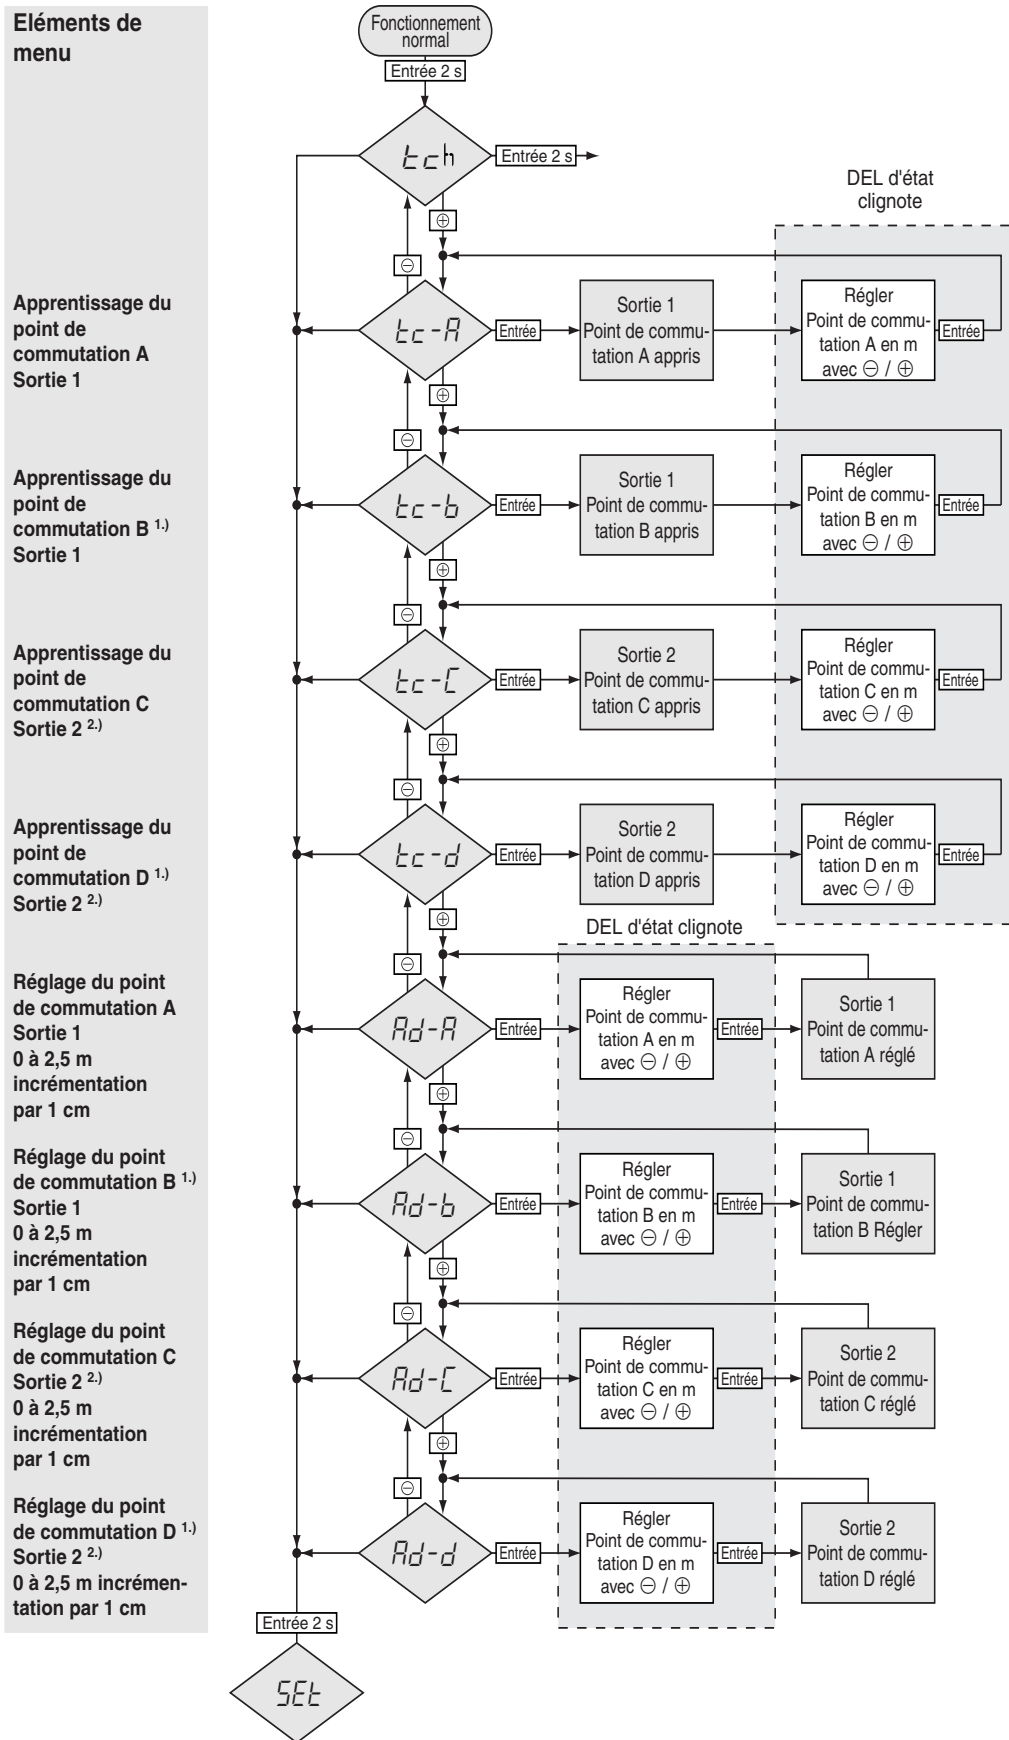 Eléments de
menu
Fonctionnement
normal
Entrée 2 s
tch
Entrée 2 s
DEL d'état
clignote
⊕
⊖
Apprentissage du
point de
commutation A
Sortie 1
tc-A
Entrée
Sortie 1
Point de commu-
tation A appris
Régler
Point de commu-
tation A en m
avec ⊖ / ⊕
Entrée
⊕
⊖
Apprentissage du
point de
commutation B 1.)
Sortie 1
tc-b
Entrée
Sortie 1
Point de commu-
tation B appris
Régler
Point de commu-
tation B en m
avec ⊖ / ⊕
Entrée
⊕
⊖
Apprentissage du
point de
commutation C
Sortie 2 2.)
tc-C
Entrée
Sortie 2
Point de commu-
tation C appris
Régler
Point de commu-
tation C en m
avec ⊖ / ⊕
Entrée
⊕
⊖
Apprentissage du
point de
commutation D 1.)
Sortie 2 2.)
tc-d
Entrée
Sortie 2
Point de commu-
tation D appris
Régler
Point de commu-
tation D en m
avec ⊖ / ⊕
Entrée
⊕
DEL d'état clignote
⊖
Réglage du point
de commutation A
Sortie 1
0 à 2,5 m
incrémentation
par 1 cm
Ad-A
Entrée
Régler
Point de commu-
tation A en m
avec ⊖ / ⊕
Entrée
Sortie 1
Point de commu-
tation A réglé
⊕
⊖
Réglage du point
de commutation B 1.)
Sortie 1
0 à 2,5 m
incrémentation
par 1 cm
Ad-b
Entrée
Régler
Point de commu-
tation B en m
avec ⊖ / ⊕
Entrée
Sortie 1
Point de commu-
tation B Régler
⊕
⊖
Réglage du point
de commutation C
Sortie 2 2.)
0 à 2,5 m
incrémentation
par 1 cm
Ad-C
Entrée
Régler
Point de commu-
tation C en m
avec ⊖ / ⊕
Entrée
Sortie 2
Point de commu-
tation C réglé
⊕
⊖
Réglage du point
de commutation D 1.)
Sortie 2 2.)
0 à 2,5 m incrémen-
tation par 1 cm
Ad-d
Entrée
Régler
Point de commu-
tation D en m
avec ⊖ / ⊕
Entrée
Sortie 2
Point de commu-
tation D réglé
Entrée 2 s
SEt